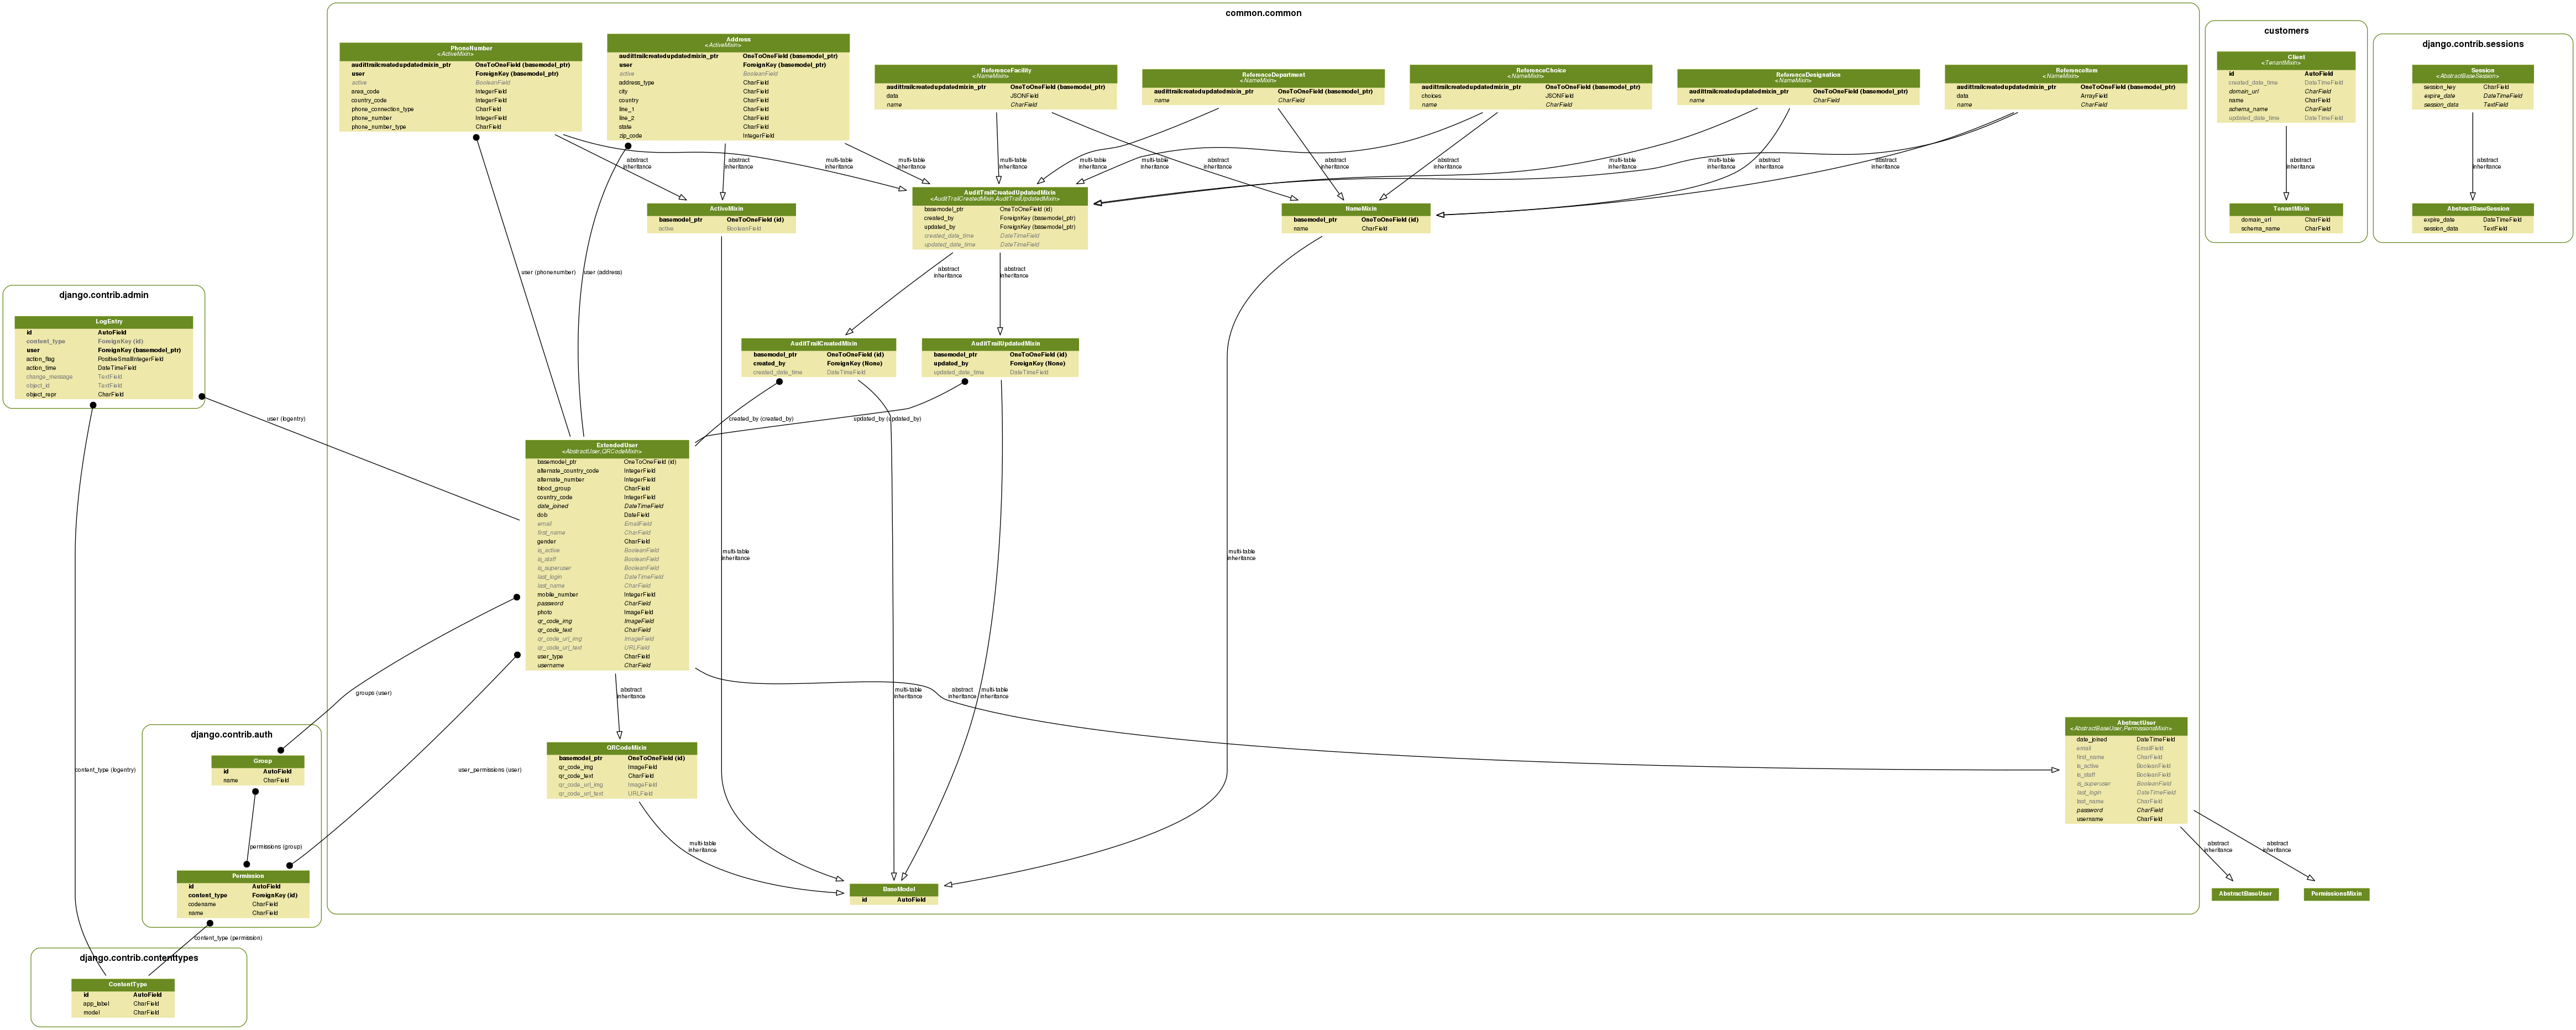 common.common
PhoneNumber
<ActiveMixin>
audittrailcreatedupdatedmixin_ptr OneToOneField (basemodel_ptr)
user ForeignKey (basemodel_ptr)
active BooleanField
area_code IntegerField
country_code IntegerField
phone_connection_type CharField
phone_number IntegerField
phone_number_type CharField
Address
<ActiveMixin>
audittrailcreatedupdatedmixin_ptr OneToOneField (basemodel_ptr)
user ForeignKey (basemodel_ptr)
active BooleanField
address_type CharField
city CharField
country CharField
line_1 CharField
line_2 CharField
state CharField
zip_code IntegerField
ReferenceFacility
<NameMixin>
audittrailcreatedupdatedmixin_ptr OneToOneField (basemodel_ptr)
data JSONField
name CharField
ReferenceDepartment
<NameMixin>
audittrailcreatedupdatedmixin_ptr OneToOneField (basemodel_ptr)
name CharField
ReferenceChoice
<NameMixin>
audittrailcreatedupdatedmixin_ptr OneToOneField (basemodel_ptr)
choices JSONField
name CharField
ReferenceDesignation
<NameMixin>
audittrailcreatedupdatedmixin_ptr OneToOneField (basemodel_ptr)
name CharField
ReferenceItem
<NameMixin>
audittrailcreatedupdatedmixin_ptr OneToOneField (basemodel_ptr)
data ArrayField
name CharField
customers
Client
<TenantMixin>
id AutoField
created_date_time DateTimeField
domain_url CharField
name CharField
schema_name CharField
updated_date_time DateTimeField
django.contrib.sessions
Session
<AbstractBaseSession>
session_key CharField
expire_date DateTimeField
session_data TextField
abstract
inheritance
abstract
inheritance
multi-table
inheritance
multi-table
inheritance
multi-table
inheritance
multi-table
inheritance
multi-table
inheritance
abstract
inheritance
abstract
inheritance
abstract
inheritance
multi-table
inheritance
multi-table
inheritance
abstract
inheritance
abstract
inheritance
abstract
inheritance
abstract
inheritance
ActiveMixin
basemodel_ptr OneToOneField (id)
active BooleanField
AuditTrailCreatedUpdatedMixin
<AuditTrailCreatedMixin,AuditTrailUpdatedMixin>
basemodel_ptr OneToOneField (id)
created_by ForeignKey (basemodel_ptr)
updated_by ForeignKey (basemodel_ptr)
created_date_time DateTimeField
updated_date_time DateTimeField
NameMixin
basemodel_ptr OneToOneField (id)
name CharField
TenantMixin
domain_url CharField
schema_name CharField
AbstractBaseSession
expire_date DateTimeField
session_data TextField
user (phonenumber)
user (address)
abstract
inheritance
abstract
inheritance
django.contrib.admin
LogEntry
id AutoField
content_type ForeignKey (id)
user ForeignKey (basemodel_ptr)
action_flag PositiveSmallIntegerField
action_time DateTimeField
change_message TextField
object_id TextField
object_repr CharField
AuditTrailCreatedMixin
basemodel_ptr OneToOneField (id)
created_by ForeignKey (None)
created_date_time DateTimeField
AuditTrailUpdatedMixin
basemodel_ptr OneToOneField (id)
updated_by ForeignKey (None)
updated_date_time DateTimeField
user (logentry)
created_by (created_by)
updated_by (updated_by)
ExtendedUser
<AbstractUser,QRCodeMixin>
basemodel_ptr OneToOneField (id)
alternate_country_code IntegerField
alternate_number IntegerField
blood_group CharField
country_code IntegerField
date_joined DateTimeField
dob DateField
email EmailField
first_name CharField
gender CharField
is_active BooleanField
is_staff BooleanField
is_superuser BooleanField
last_login DateTimeField
last_name CharField
mobile_number IntegerField
password CharField
photo ImageField
qr_code_img ImageField
qr_code_text CharField
qr_code_url_img ImageField
qr_code_url_text URLField
user_type CharField
username CharField
multi-table
inheritance
multi-table
inheritance
groups (user)
abstract
inheritance
multi-table
inheritance
abstract
inheritance
multi-table
inheritance
django.contrib.auth
Group
id AutoField
name CharField
content_type (logentry)
user_permissions (user)
QRCodeMixin
basemodel_ptr OneToOneField (id)
qr_code_img ImageField
qr_code_text CharField
qr_code_url_img ImageField
qr_code_url_text URLField
AbstractUser
<AbstractBaseUser,PermissionsMixin>
date_joined DateTimeField
email EmailField
first_name CharField
is_active BooleanField
is_staff BooleanField
is_superuser BooleanField
last_login DateTimeField
last_name CharField
password CharField
username CharField
permissions (group)
multi-table
inheritance
abstract
inheritance
abstract
inheritance
Permission
id AutoField
content_type ForeignKey (id)
codename CharField
name CharField
BaseModel
id AutoField
AbstractBaseUser
PermissionsMixin
content_type (permission)
django.contrib.contenttypes
ContentType
id AutoField
app_label CharField
model CharField